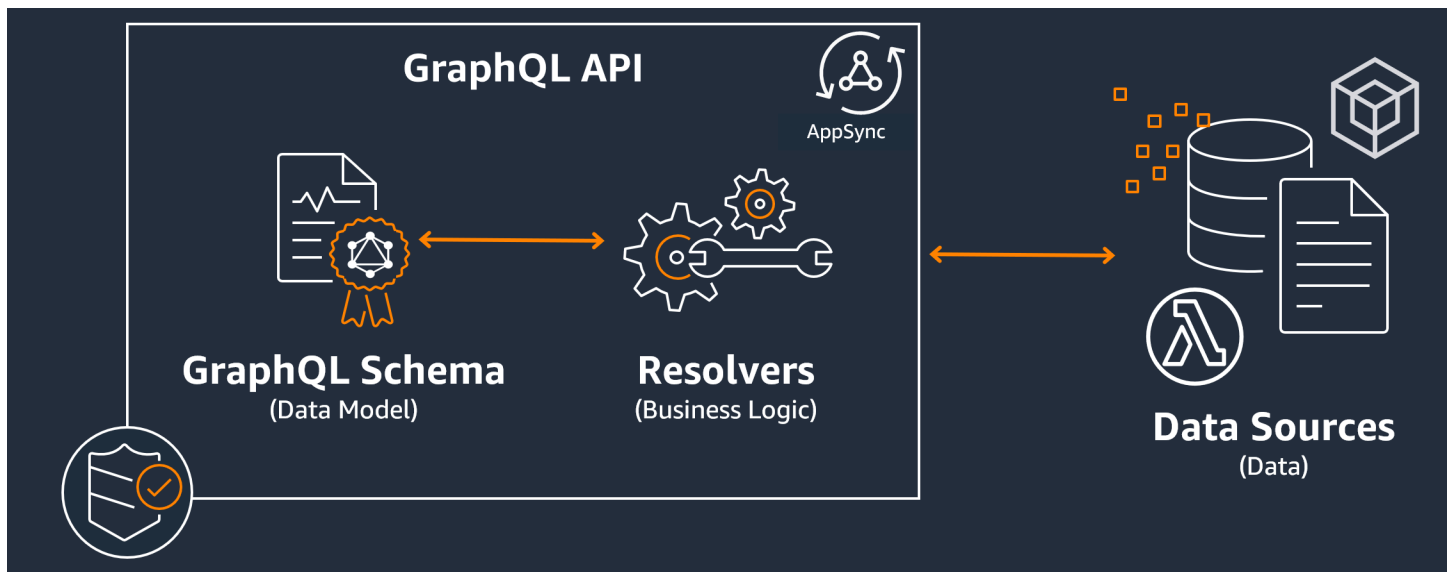 GraphQL API
AppSync
GraphQL Schema
(Data Model)
Resolvers
(Business Logic)
Data Sources
(Data)